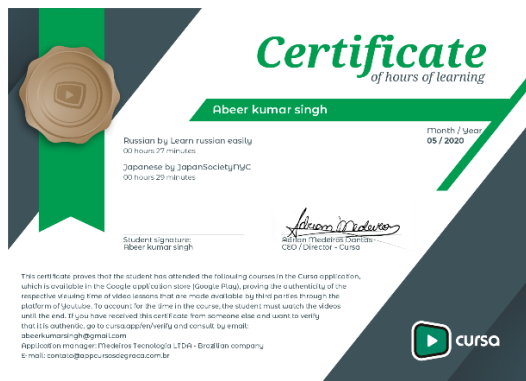 Certificate
of hours of learning
Abeer kumar singh
Month / Year
05 / 2020
Russian by Learn russian easily
00 hours 27 minutes
Japanese by JapanSocietyNYC
00 hours 29 minutes
Student signature:
Abeer kumar singh
Adrian Medeiros
Adrian Medeiros Dantas
CEO / Director - Cursa
This certificate proves that the student has attended the following courses in the Cursa application,
which is available in the Google application store (Google Play), proving the authenticity of the
respective viewing time of video lessons that are made available by third parties through the
platform of Youtube. To account for the time in the course, the student must watch the videos
until the end. If you have received this certificate from someone else and want to verify
that it is authentic, go to cursa.app/en/verify and consult by email:
abeerkumarsingh@gmail.com
Application manager: Medeiros Tecnologia LTDA - Brazilian company
E-mail: contato@appcursosdegraca.com.br
cursa